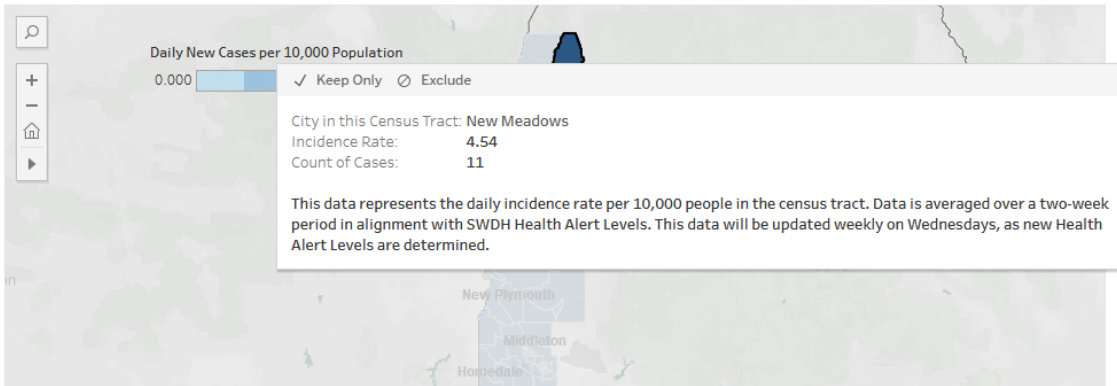 Daily New Cases per 10,000 Population
0.000
Keep Only Exclude
City in this Census Tract: New Meadows
Incidence Rate: 4.54
Count of Cases: 11
This data represents the daily incidence rate per 10,000 people in the census tract. Data is averaged over a two-week
period in alignment with SWDH Health Alert Levels. This data will be updated weekly on Wednesdays, as new Health
Alert Levels are determined.
New Plymouth
Middleton
Homedale